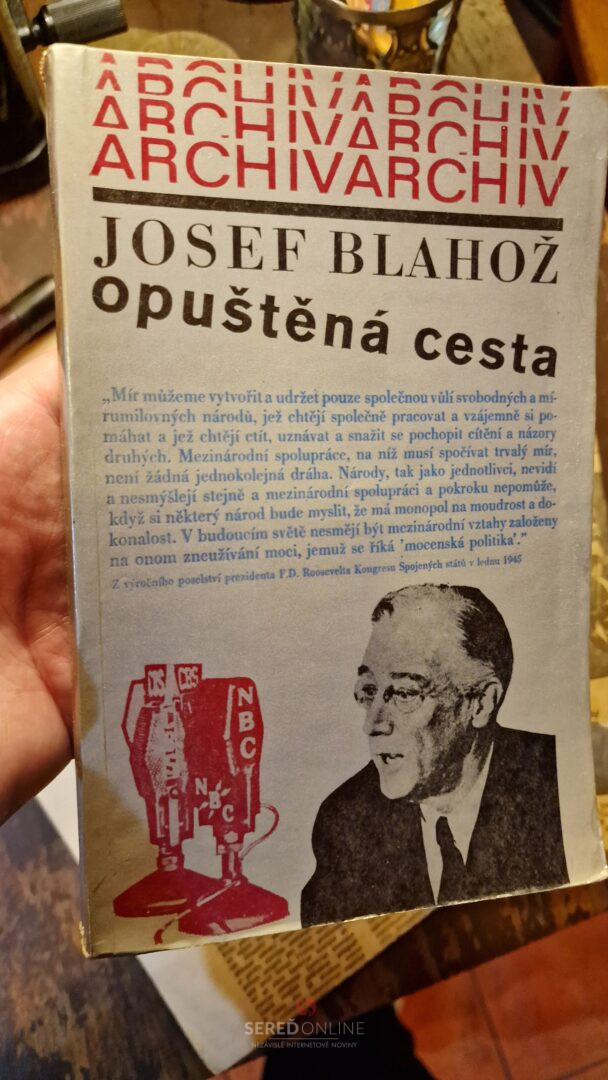 ARCHIVARCHIV
ARCHIVARCHIV
ARCHIVARCHIV
JOSEF BLAHOŽ
opuštěná cesta
„Mír můžeme vytvořit a udržet pouze společnou vůlí svobodných a mí-
rumilovných národů, jež chtějí společně pracovat a vzájemně si po-
máhat a jež chtějí ctít, uznávat a snažit se pochopit cítění a názory
druhých. Mezinárodní spolupráce, na níž musí spočívat trvalý mír,
není žádná jednokolejná dráha. Národy, tak jako jednotlivci, nevidí
a nesmýšlejí stejně a mezinárodní spolupráci a pokroku nepomůže,
když si některý národ bude myslit, že má monopol na moudrost a do-
konalost. V budoucím světě nesmějí být mezinárodní vztahy založeny
na onom zneužívání moci, jemuž se říká 'mocenská politika'.”
Z výročního poselství prezidenta F.D. Roosevelta Kongresu Spojených států v lednu 1945
CBS
NBC
NBC
SEREĎONLINE
NEZÁVISLÉ INTERNETOVÉ NOVINY